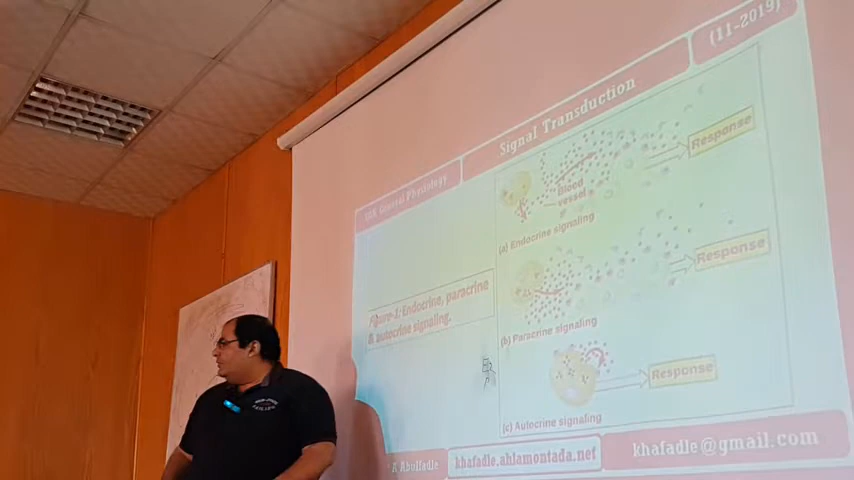 General Physiology
Signal Transduction
(11-2019)
Response
Blood
vessel
(a) Endocrine signaling
Response
Figure-1: Endocrine, paracrine
& autocrine signaling.
(b) Paracrine signaling
Response
(c) Autocrine signaling
A Abulfadle
khafadle.ahlamontada.net/
khafadle@gmail.com